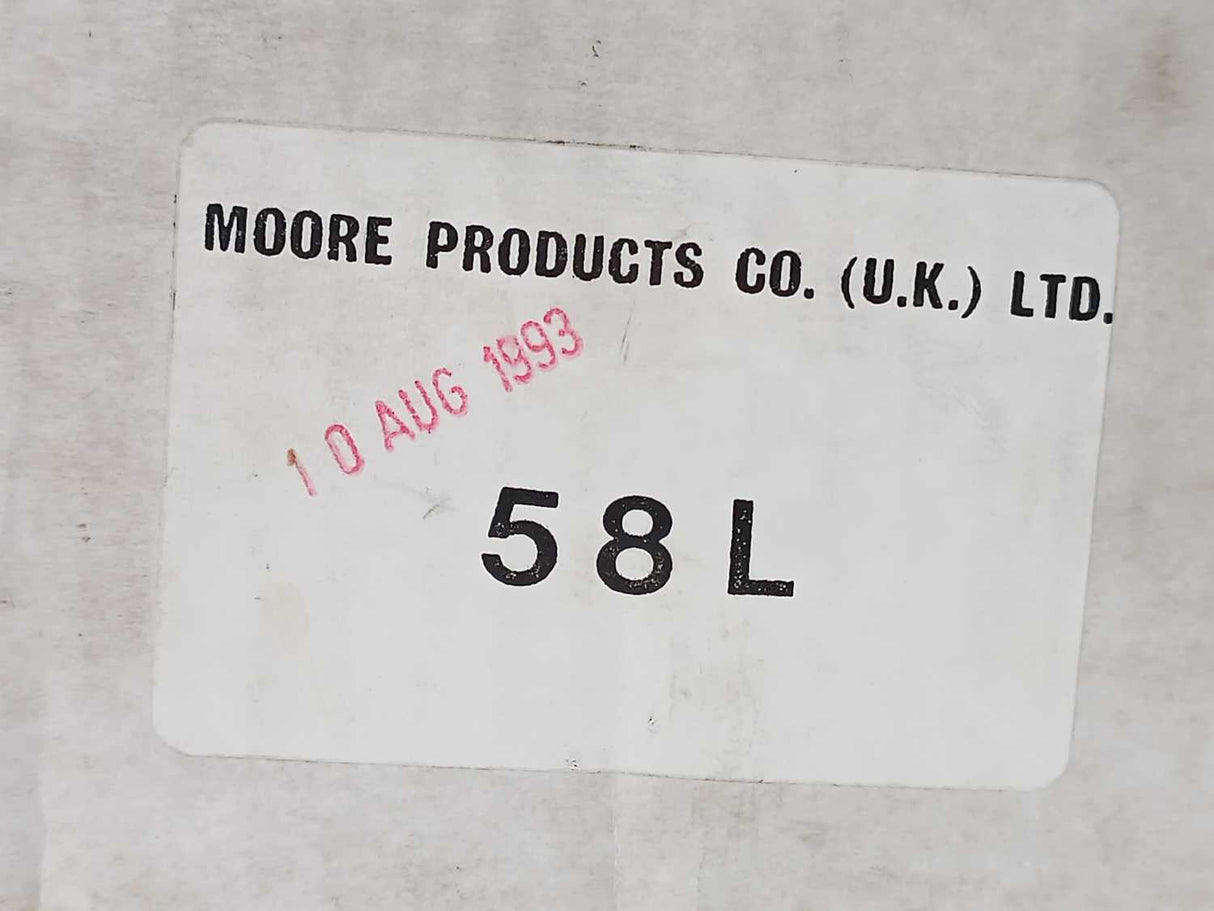 MOORE PRODUCTS CO. (U.K.) LTD.
10 AUG 1993
58L